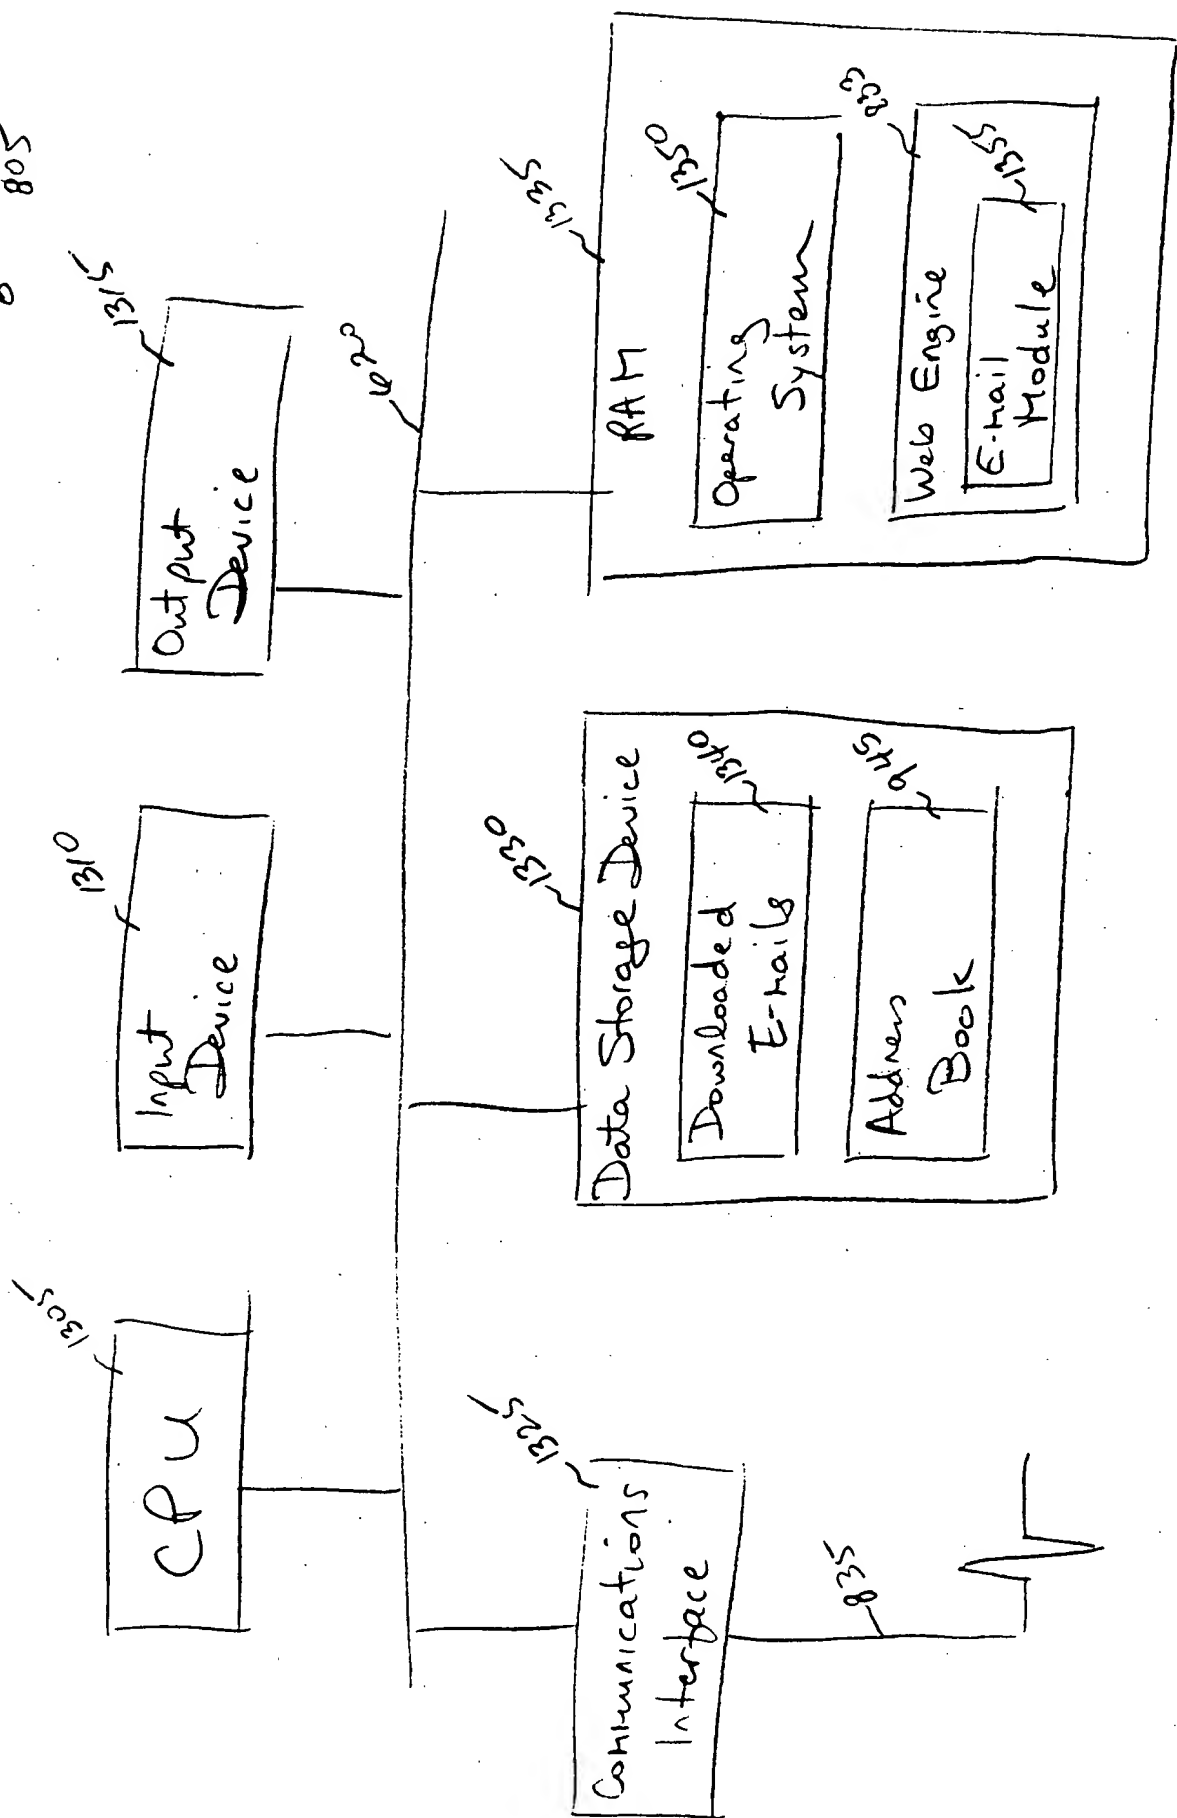 805
CPU
1305
Input
Device
1310
Output
Device
1315
Communications
Interface
1325
835
Data Storage Device
1330
Downloaded
E-mails
1340
Address
Book
945
RAM
1335
Operating
System
1350
Web Engine
833
E-mail
Module
1355